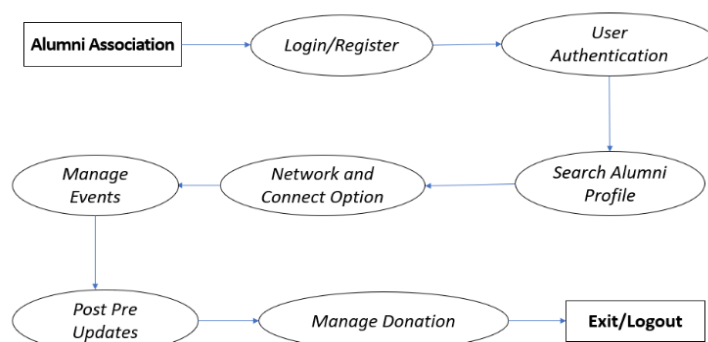 Alumni Association
Login/Register
User
Authentication
Search Alumni
Profile
Network and
Connect Option
Manage
Events
Post Pre
Updates
Manage Donation
Exit/Logout